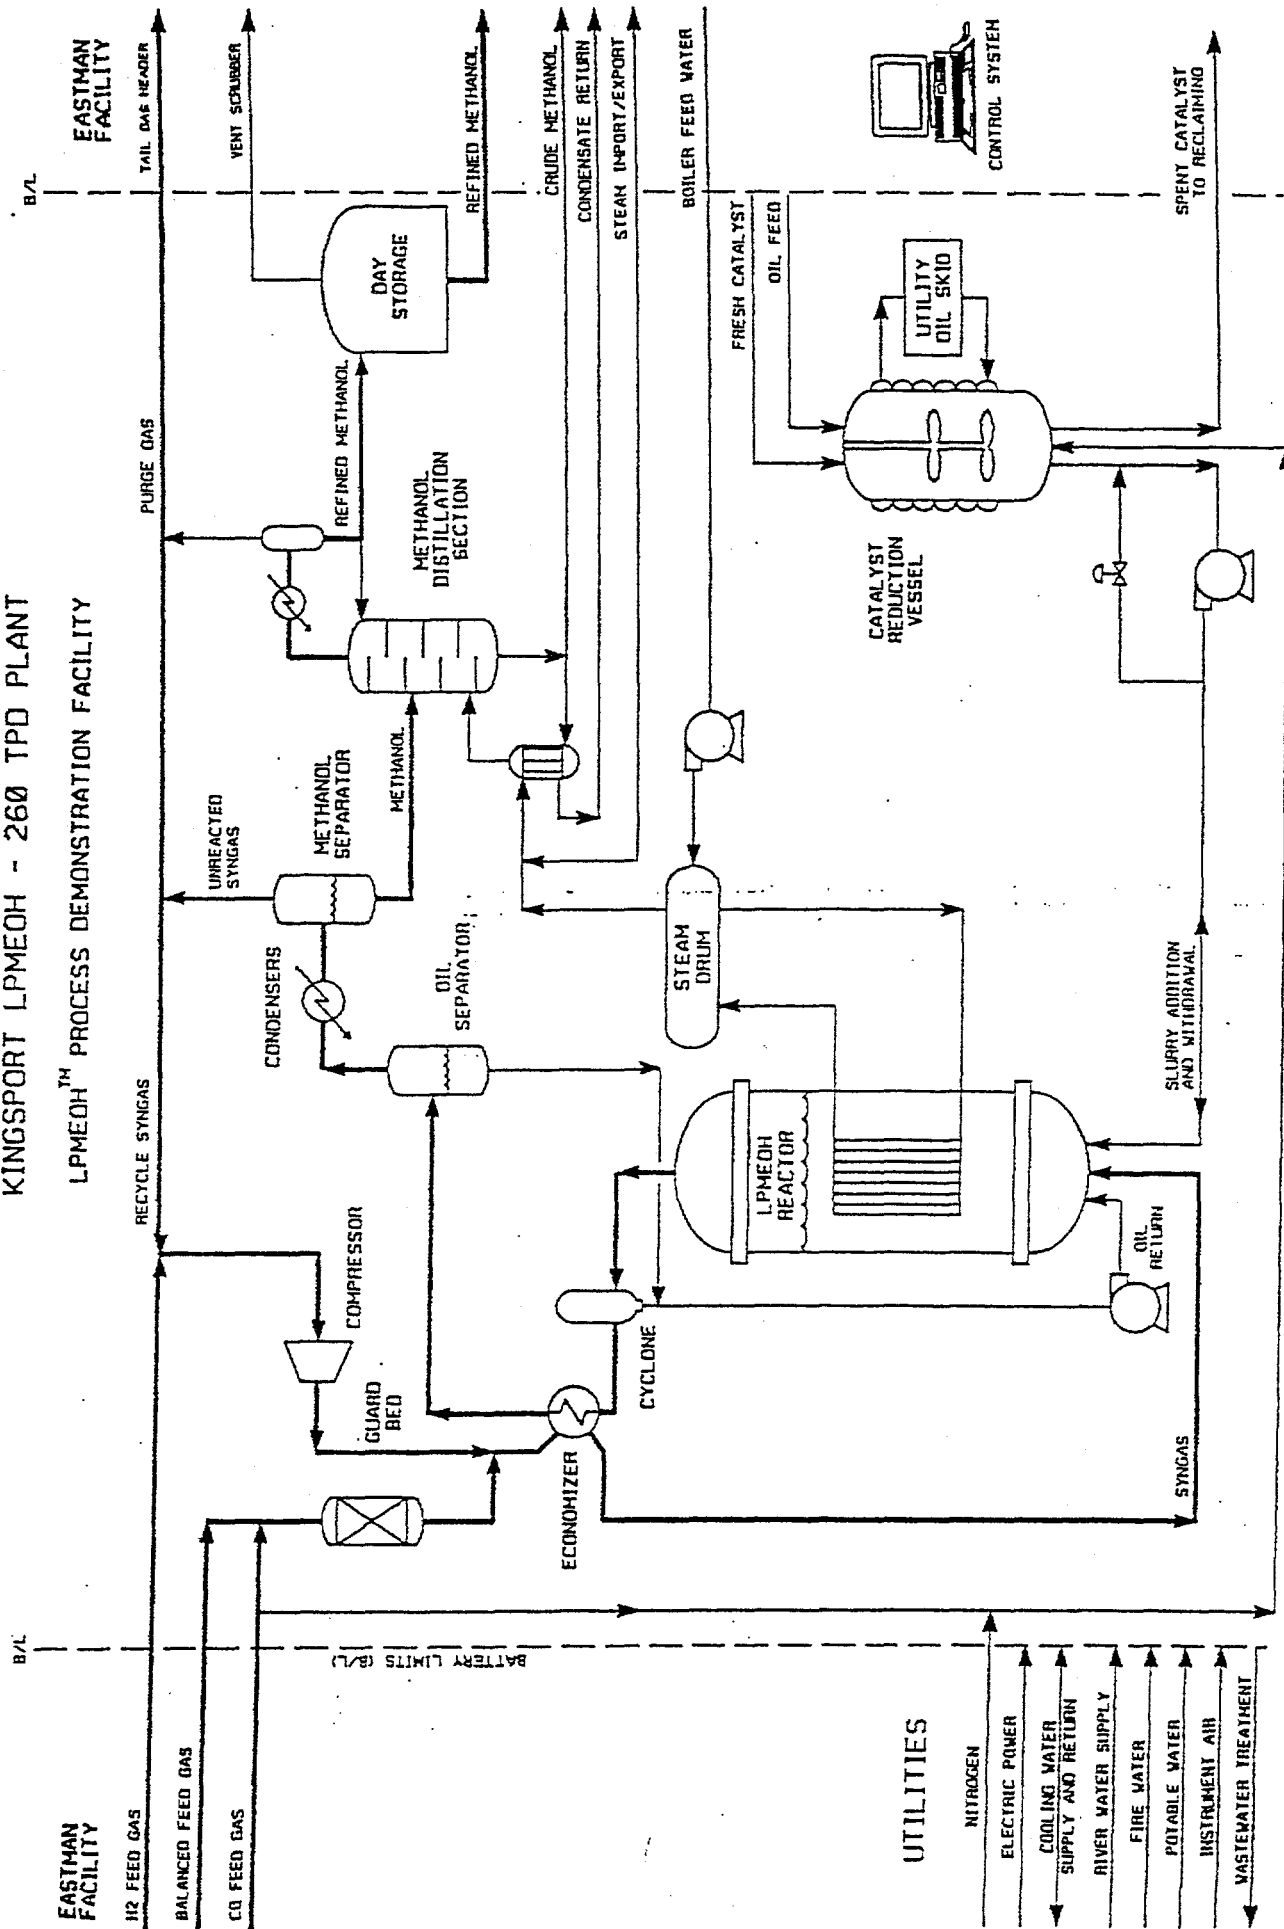 KINGSPORT LPMEOH - 260 TPD PLANT
LPMEOH™ PROCESS DEMONSTRATION FACILITY
EASTMAN
FACILITY
B/L
B/L
EASTMAN
FACILITY
H2 FEED GAS
RECYCLE SYNGAS
PURGE GAS
TAIL GAS HEADER
BALANCED FEED GAS
UNREACTED
SYNGAS
VENT SCRUBBER
CO FEED GAS
CONDENSERS
METHANOL
SEPARATOR
COMPRESSOR
REFINED METHANOL
DAY
STORAGE
GUARD
BED
METHANOL
METHANOL
DISTILLATION
SECTION
REFINED METHANOL
BATTERY LIMITS (B/L)
OIL
SEPARATOR
CRUDE METHANOL
CONDENSATE RETURN
STEAM IMPORT/EXPORT
ECONOMIZER
CYCLONE
STEAM
DRUM
BOILER FEED WATER
LPMEOH
REACTOR
FRESH CATALYST
OIL FEED
CATALYST
REDUCTION
VESSEL
UTILITY
OIL SKID
CONTROL SYSTEM
UTILITIES
OIL
RETURN
NITROGEN
ELECTRIC POWER
COOLING WATER
SUPPLY AND RETURN
RIVER WATER SUPPLY
FIRE WATER
POTABLE WATER
INSTRUMENT AIR
WASTEWATER TREATMENT
SYNGAS
SLURRY ADDITION
AND WITHDRAWAL
SPENT CATALYST
TO RECLAIMING